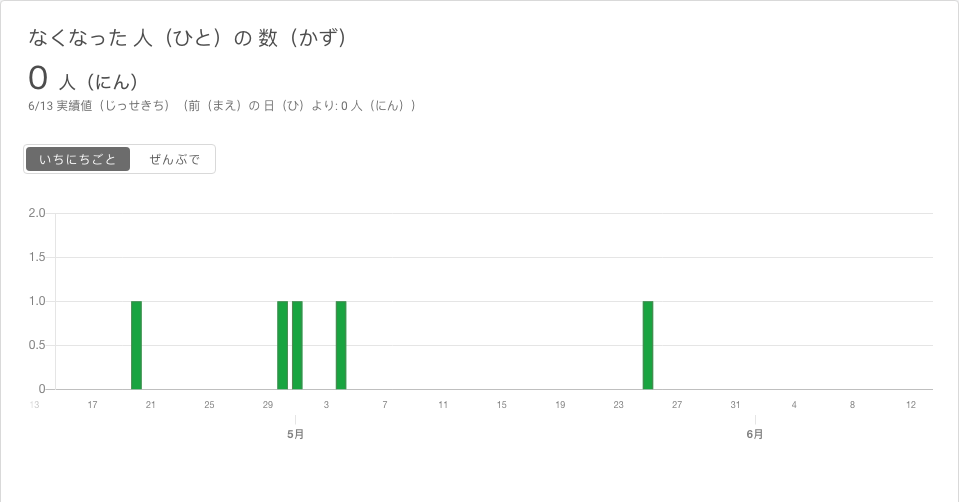 なくなった 人（ひと）の 数（かず）
0 人（にん）
6/13 実績値（じっせきち）（前（まえ）の 日（ひ）より: 0 人（にん））
いちにちごと ぜんぶで
2.0
1.5
1.0
0.5
0
13 17 21 25 29 3 7 11 15 19 23 27 31 4 8 12
5月 6月